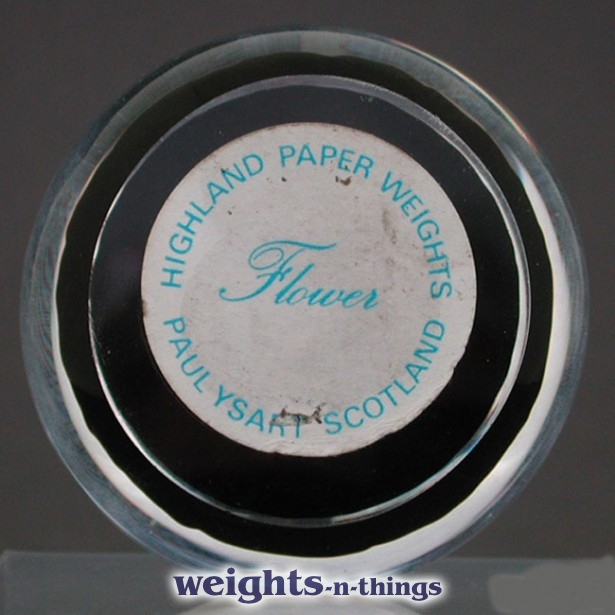 HIGHLAND PAPER WEIGHTS
Flower
PAUL YSART SCOTLAND
weights-n-things